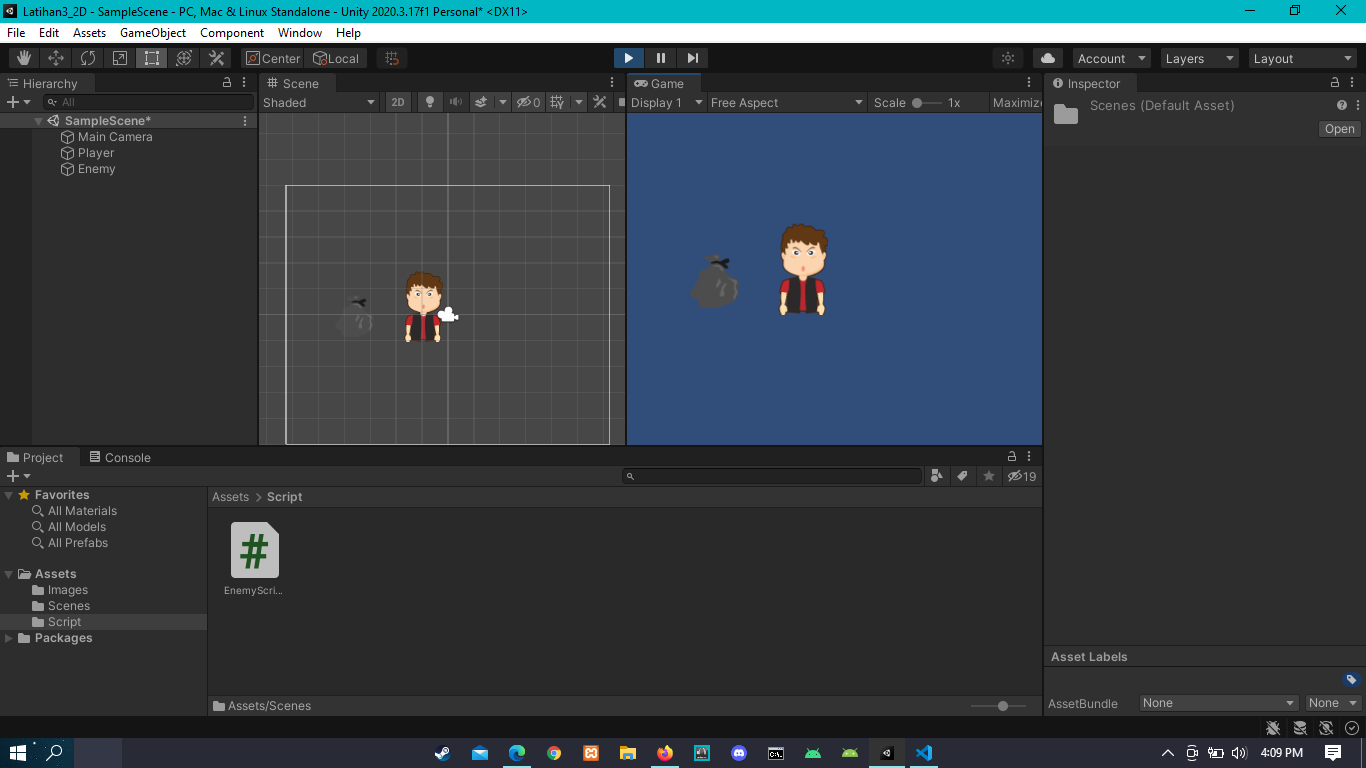 Latihan3_2D - SampleScene - PC, Mac & Linux Standalone - Unity 2020.3.17f1 Personal* <DX11>
File Edit Assets GameObject Component Window Help
Center Local Account Layers Layout
Hierarchy Scene Game Inspector
All Shaded 2D 0 Display 1 Free Aspect Scale 1x Maximize Scenes (Default Asset)
Open
SampleScene*
Main Camera
Player
Enemy
Project Console
19
Favorites Assets > Script
All Materials
All Models
All Prefabs
Assets
Images
Scenes
Script
Packages
#
EnemyScri...
Asset Labels
Assets/Scenes AssetBundle None None
C:\
4:09 PM